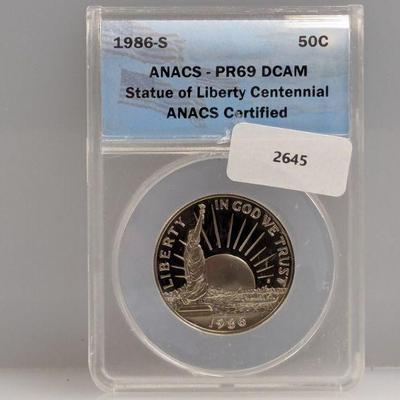 1986-S 50C
ANACS - PR69 DCAM
Statue of Liberty Centennial
ANACS Certified
2645
LIBERTY
IN GOD WE TRUST
1986